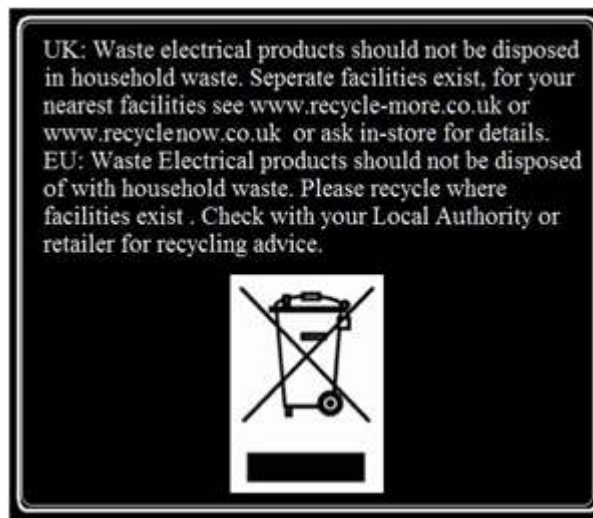 UK: Waste electrical products should not be disposed
in household waste. Seperate facilities exist, for your
nearest facilities see www.recycle-more.co.uk or
www.recyclenow.co.uk or ask in-store for details.
EU: Waste Electrical products should not be disposed
of with household waste. Please recycle where
facilities exist . Check with your Local Authority or
retailer for recycling advice.